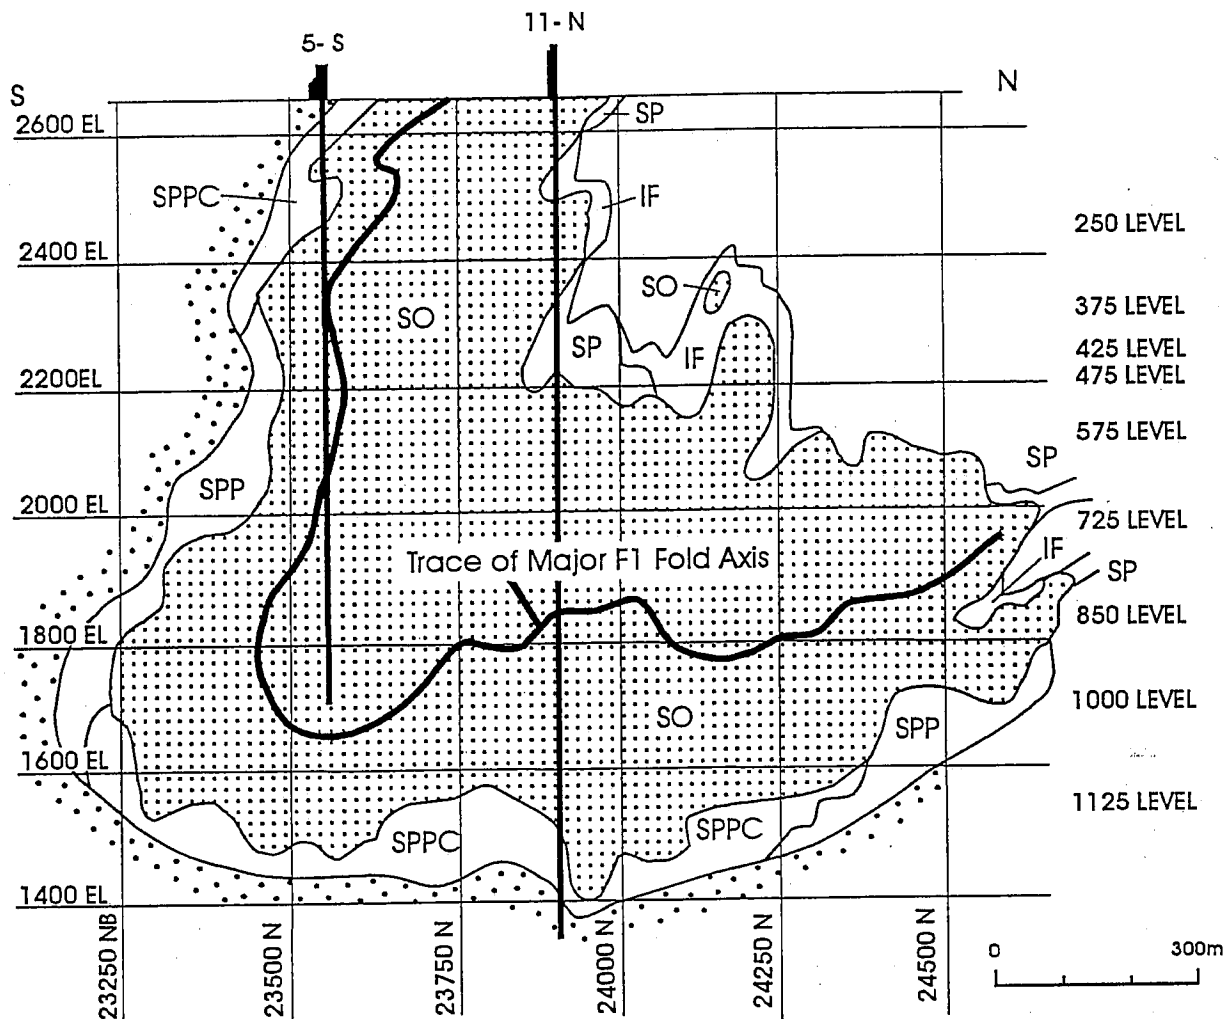 11- N
5- S
S
N
2600 EL
SP
SPPC
IF
250 LEVEL
2400 EL
SO
375 LEVEL
SO
SP
IF
425 LEVEL
2200EL
475 LEVEL
575 LEVEL
SP
SPP
2000 EL
725 LEVEL
Trace of Major F1 Fold Axis
IF
SP
1800 EL
850 LEVEL
SO
SPP
1000 LEVEL
1600 EL
1125 LEVEL
SPPC
SPPC
1400 EL
23250 NB
23500 N
23750 N
24000 N
24250 N
24500 N
0 300m